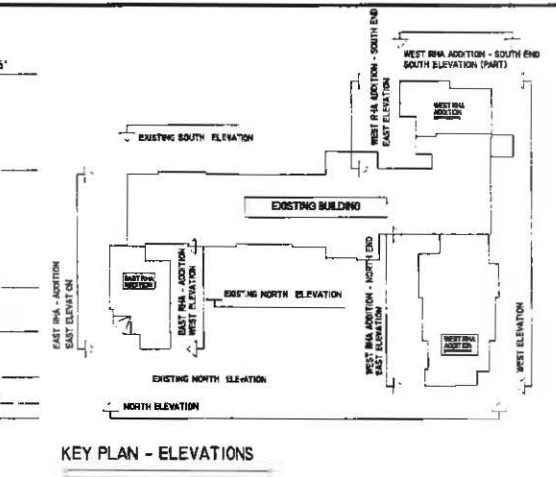 WEST RHA ADDITION - SOUTH END
SOUTH ELEVATION (PART)
WEST RHA ADDITION - SOUTH END
EAST ELEVATION
WEST RHA
ADDITION
EXISTING SOUTH ELEVATION
EXISTING BUILDING
EAST RHA
ADDITION
EAST RHA - ADDITION
EAST ELEVATION
EAST RHA - ADDITION
WEST ELEVATION
EXISTING NORTH ELEVATION
WEST RHA ADDITION - NORTH END
EAST ELEVATION
WEST RHA
ADDITION
WEST ELEVATION
EXISTING NORTH ELEVATION
NORTH ELEVATION
KEY PLAN - ELEVATIONS